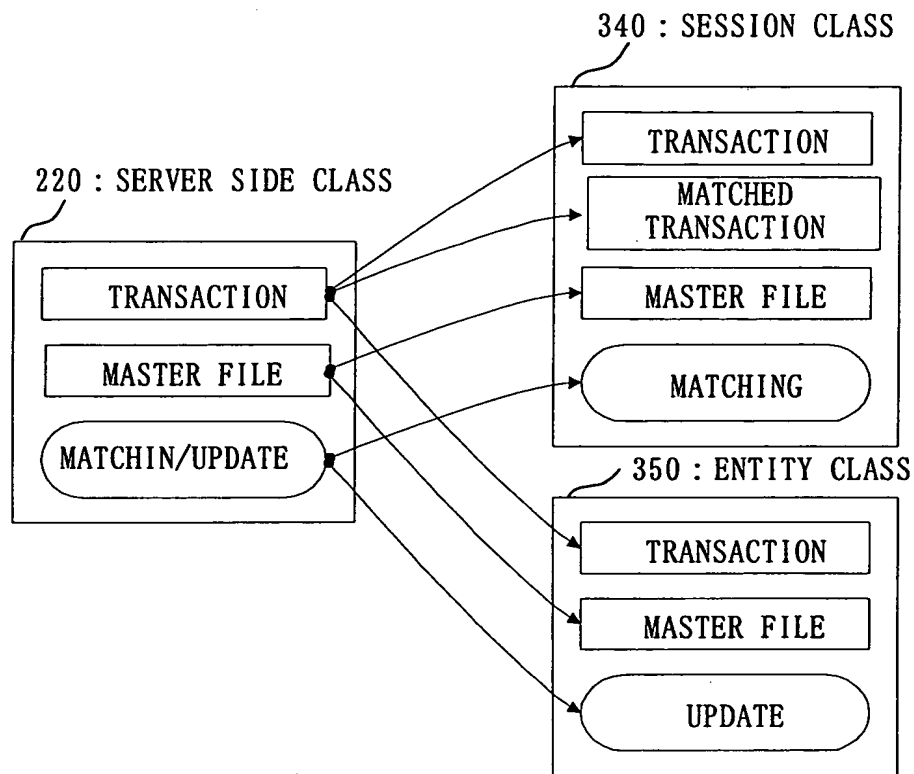 340 : SESSION CLASS
TRANSACTION
MATCHED
TRANSACTION
MASTER FILE
MATCHING
220 : SERVER SIDE CLASS
TRANSACTION
MASTER FILE
MATCHIN/UPDATE
350 : ENTITY CLASS
TRANSACTION
MASTER FILE
UPDATE